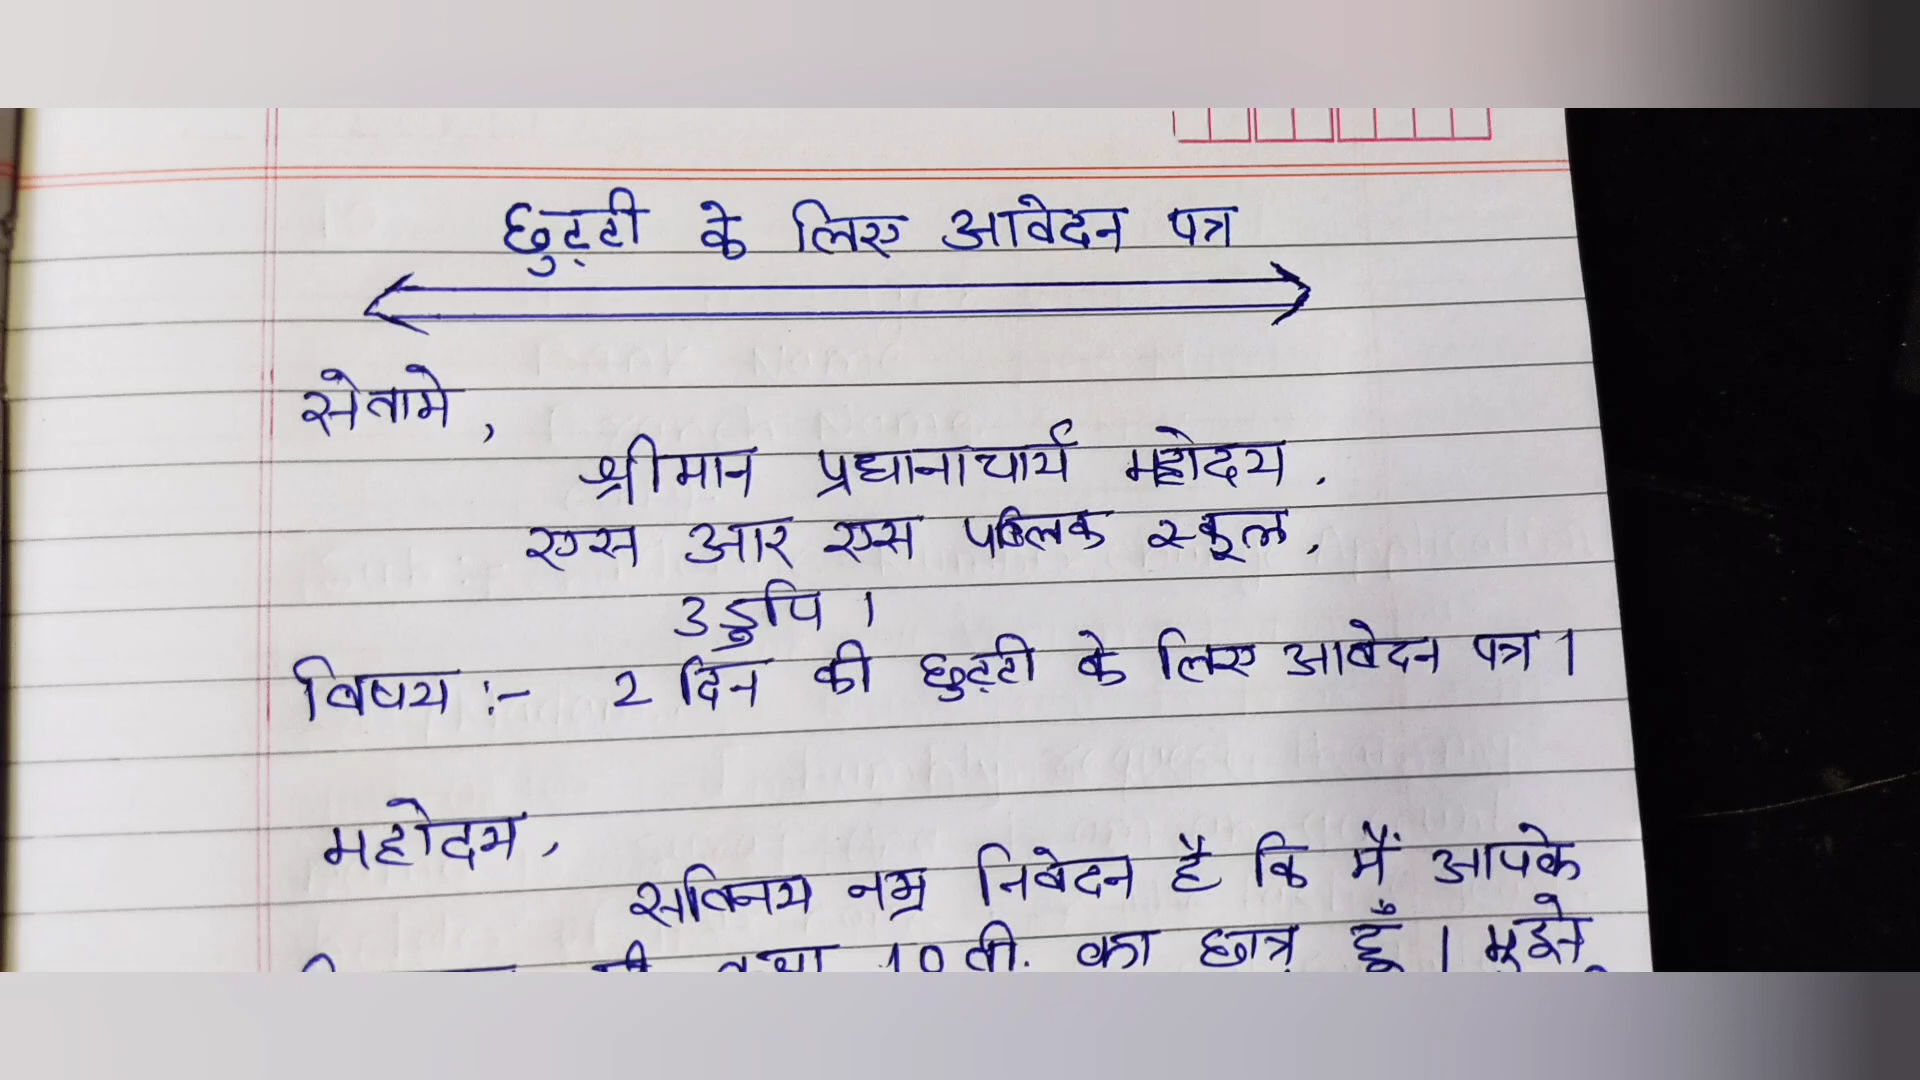 छुट्टी के लिए आवेदन पत्र
सेवामे,
श्रीमान प्रधानाचार्य महोदय,
एस आर एस पब्लिक स्कूल,
उडुपि।
विषय :- 2 दिन की छुट्टी के लिए आवेदन पत्र।
महोदय,
सविनय नम्र निवेदन है कि मैं आपके
10 वी. का छात्र हूँ। मुझे